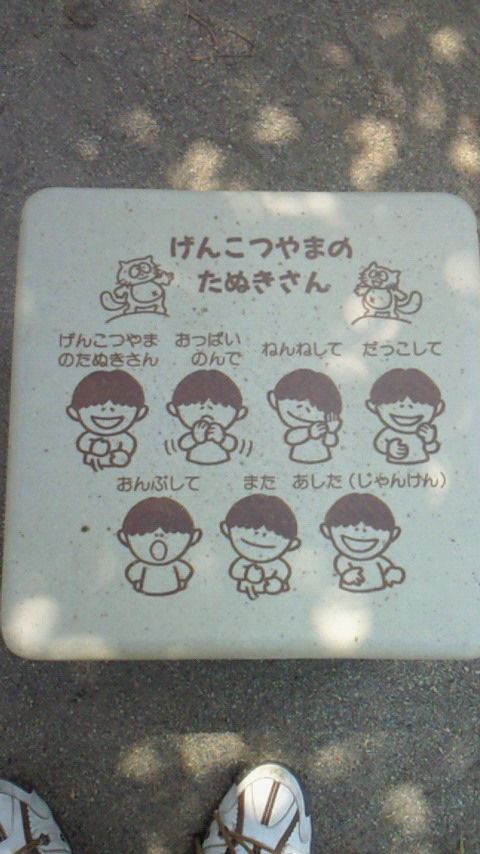 げんこつやまの
たぬきさん
げんこつやま
のたぬきさん
おっぱい
のんで
ねんねして
だっこして
おんぶして
また
あした(じゃんけん)